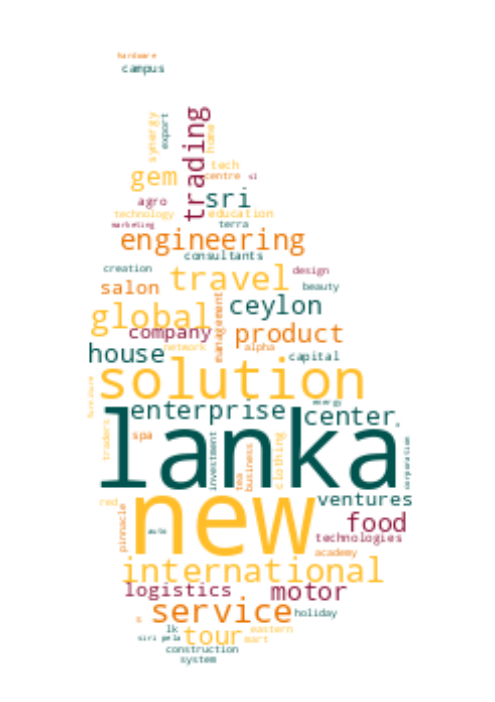 hardware
campus
synergy
export
trading
home
tech
gem
centre
sl
agro
sri
technology
education
marketing
terra
engineering
consultants
creation
travel
design
salon
beauty
global
ceylon
management
company
product
network
alpha
house
capital
solution
furniture
energy
enterprise
center
lanka
traders
spa
investment
tea
business
clothing
corporation
new
red
ventures
pinnacle
auto
food
technologies
academy
international
logistics
motor
service
holiday
lk
tour
eastern
siri
pela
mart
construction
system